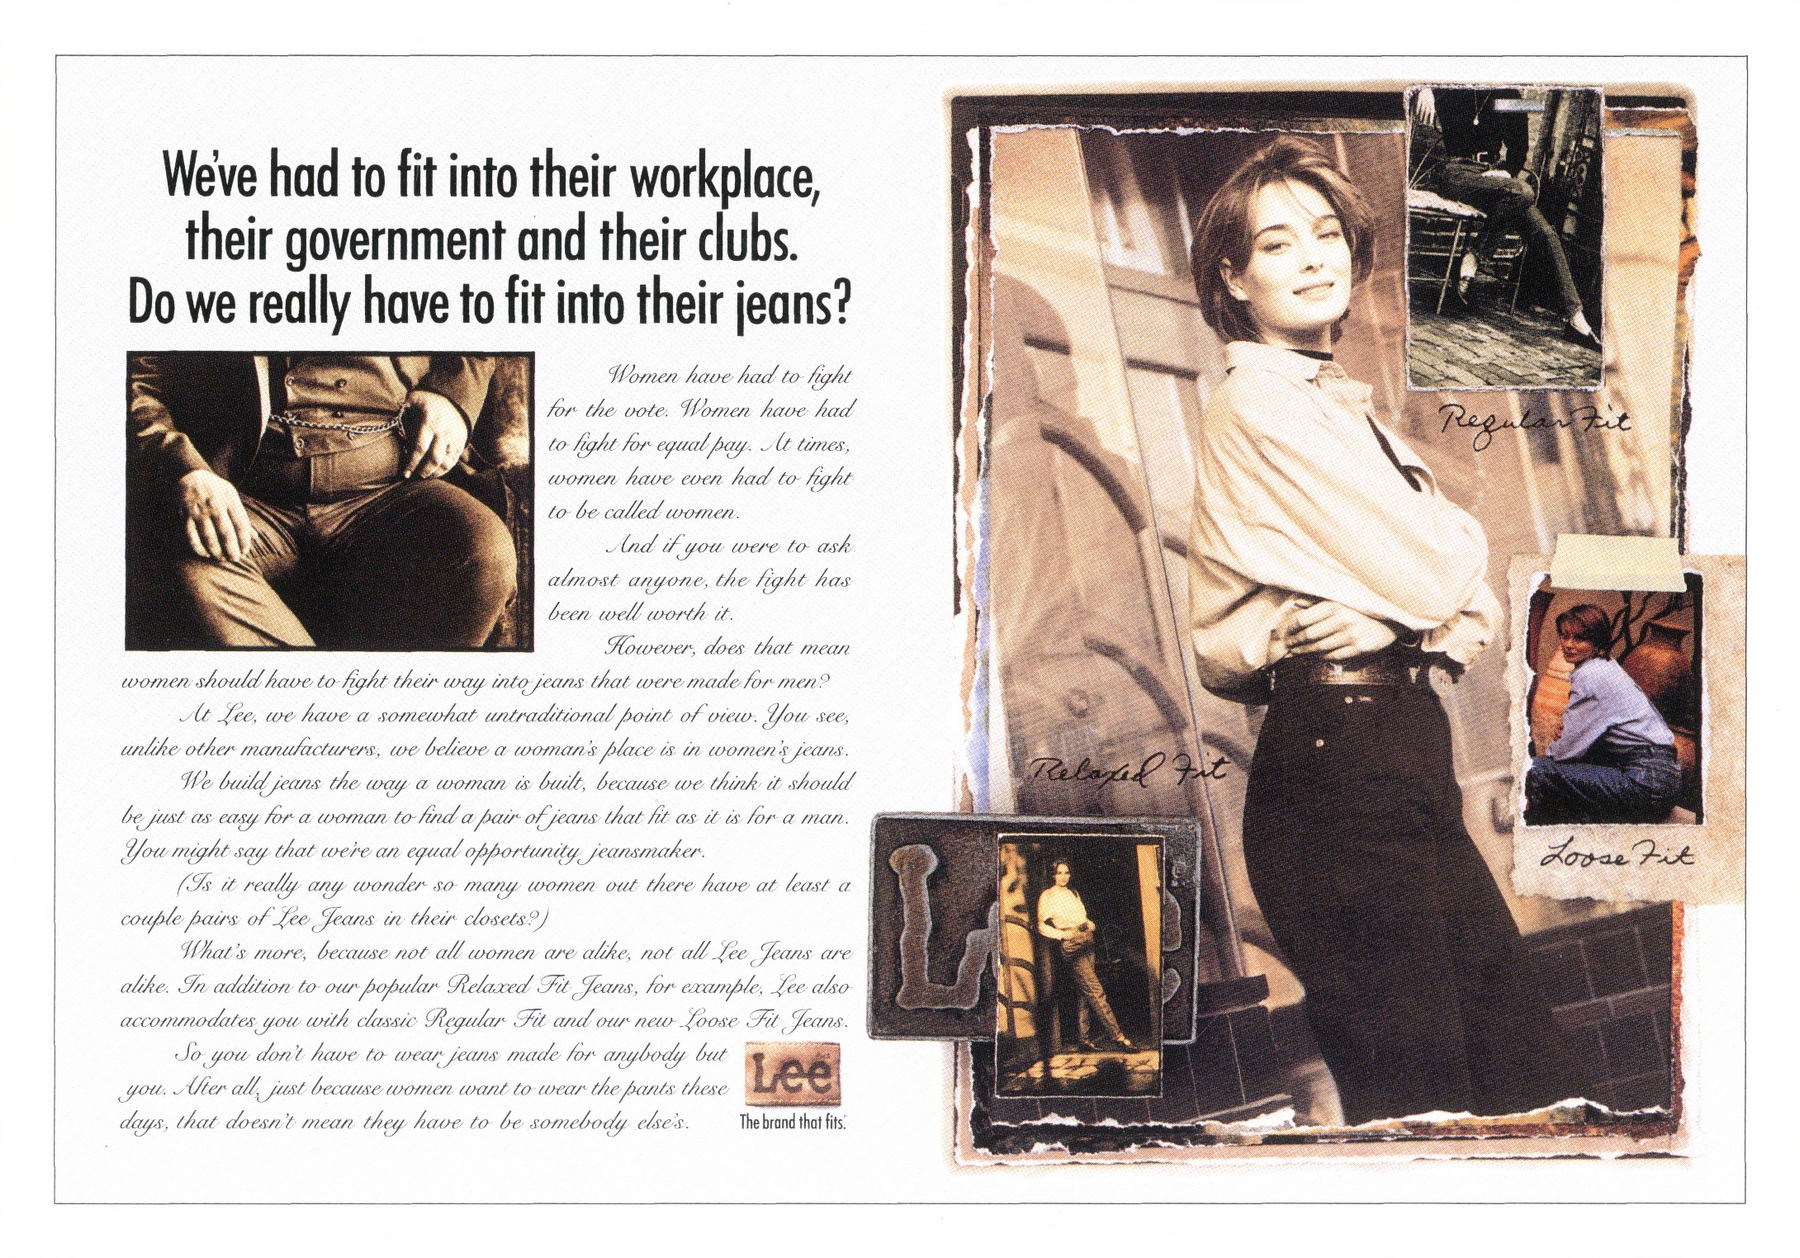 We've had to fit into their workplace,
their government and their clubs.
Do we really have to fit into their jeans?
Women have had to fight
for the vote. Women have had
to fight for equal pay. At times,
women have even had to fight
to be called women.
And if you were to ask
almost anyone, the fight has
been well worth it.
However, does that mean
women should have to fight their way into jeans that were made for men?
At Lee, we have a somewhat untraditional point of view. You see,
unlike other manufacturers, we believe a woman's place is in women's jeans.
We build jeans the way a woman is built, because we think it should
be just as easy for a woman to find a pair of jeans that fit as it is for a man.
You might say that we're an equal opportunity jeansmaker.
(Is it really any wonder so many women out there have at least a
couple pairs of Lee Jeans in their closets?)
What's more, because not all women are alike, not all Lee Jeans are
alike. In addition to our popular Relaxed Fit Jeans, for example, Lee also
accommodates you with classic Regular Fit and our new Loose Fit Jeans.
So you don't have to wear jeans made for anybody but
you. After all, just because women want to wear the pants these
days, that doesn't mean they have to be somebody else's.
Lee
The brand that fits.
Regular Fit
Relaxed Fit
Loose Fit